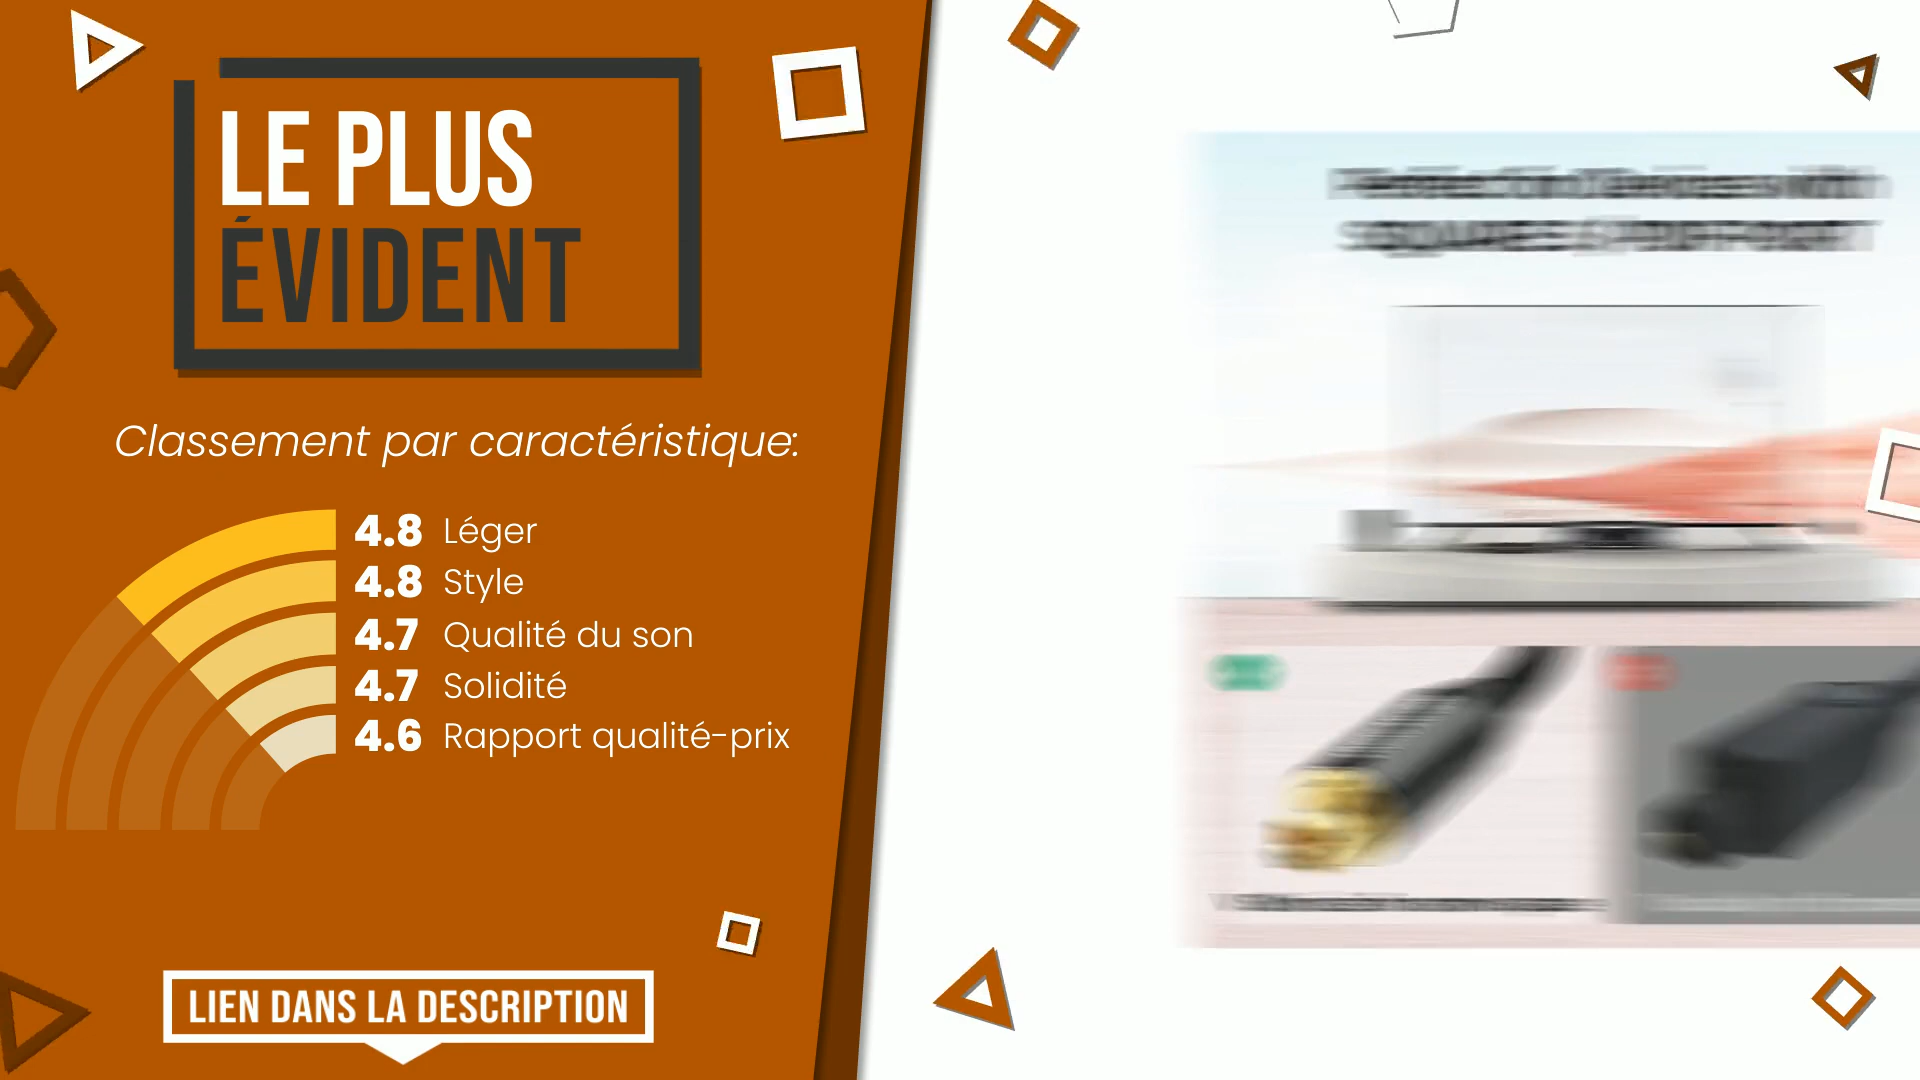 LE PLUS
ÉVIDENT
Classement par caractéristique:
4.8 Léger
4.8 Style
4.7 Qualité du son
4.7 Solidité
4.6 Rapport qualité-prix
LIEN DANS LA DESCRIPTION